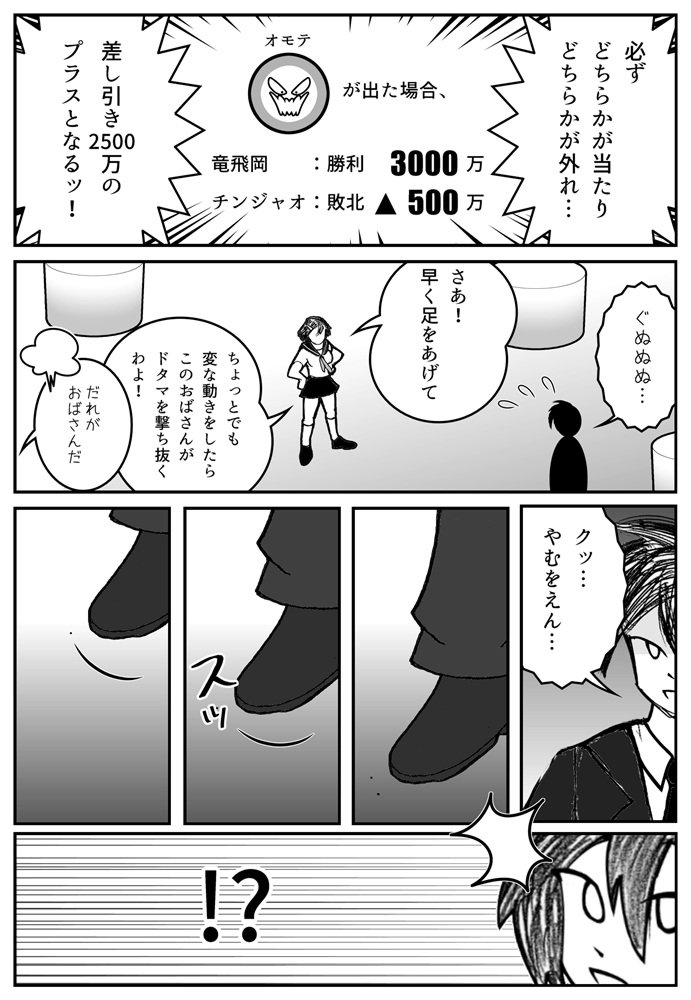 必ず
どちらかが当たり
どちらかが外れ…
オモテ
が出た場合、
竜飛岡　：勝利　3000万
チンジャオ：敗北　▲500万
差し引き
2500万の
プラスとなるッ！
ぐぬぬぬ…
さあ！
早く足をあげて
ちょっとでも
変な動きをしたら
このおばさんが
ドタマを撃ち抜く
わよ！
だれが
おばさんだ
クッ…
やむをえん…
スッ
!?